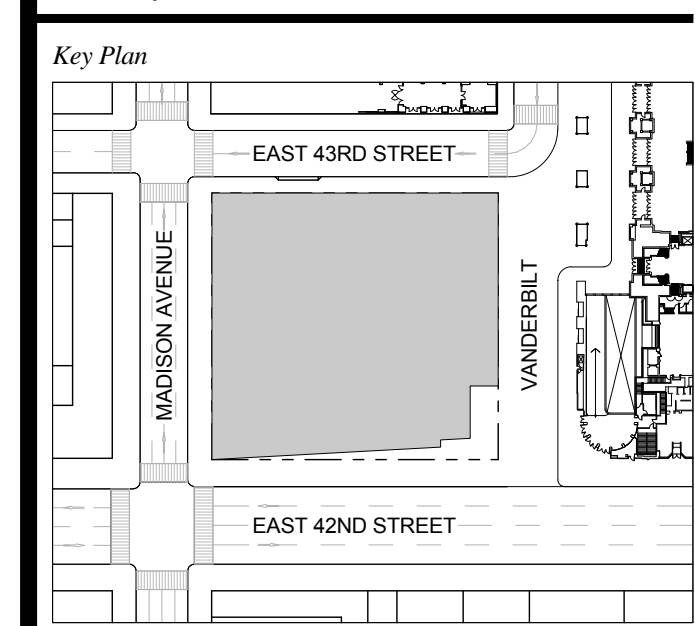 Key Plan
EAST 43RD STREET
MADISON AVENUE
VANDERBILT
EAST 42ND STREET